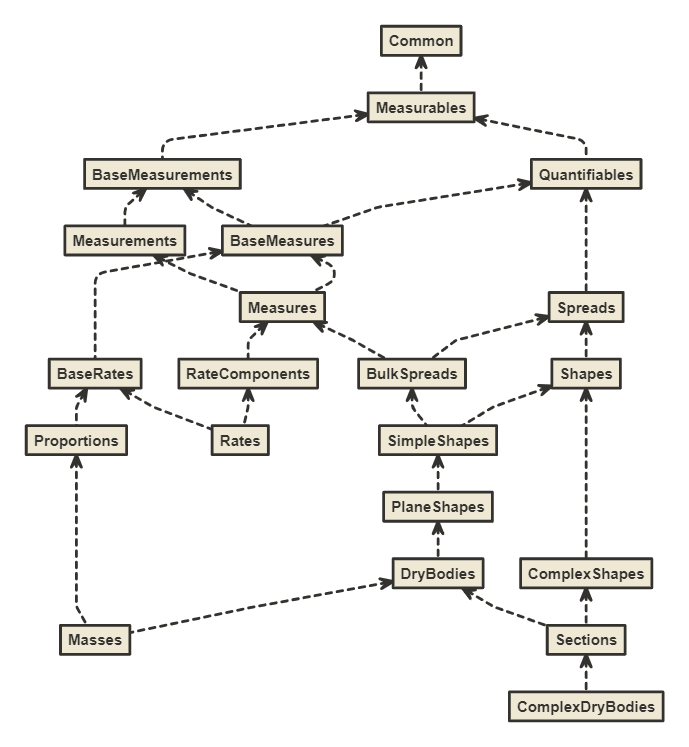 Common
Measurables
BaseMeasurements
Quantifiables
Measurements
BaseMeasures
Measures
Spreads
BaseRates
RateComponents
BulkSpreads
Shapes
Proportions
Rates
SimpleShapes
PlaneShapes
DryBodies
ComplexShapes
Masses
Sections
ComplexDryBodies